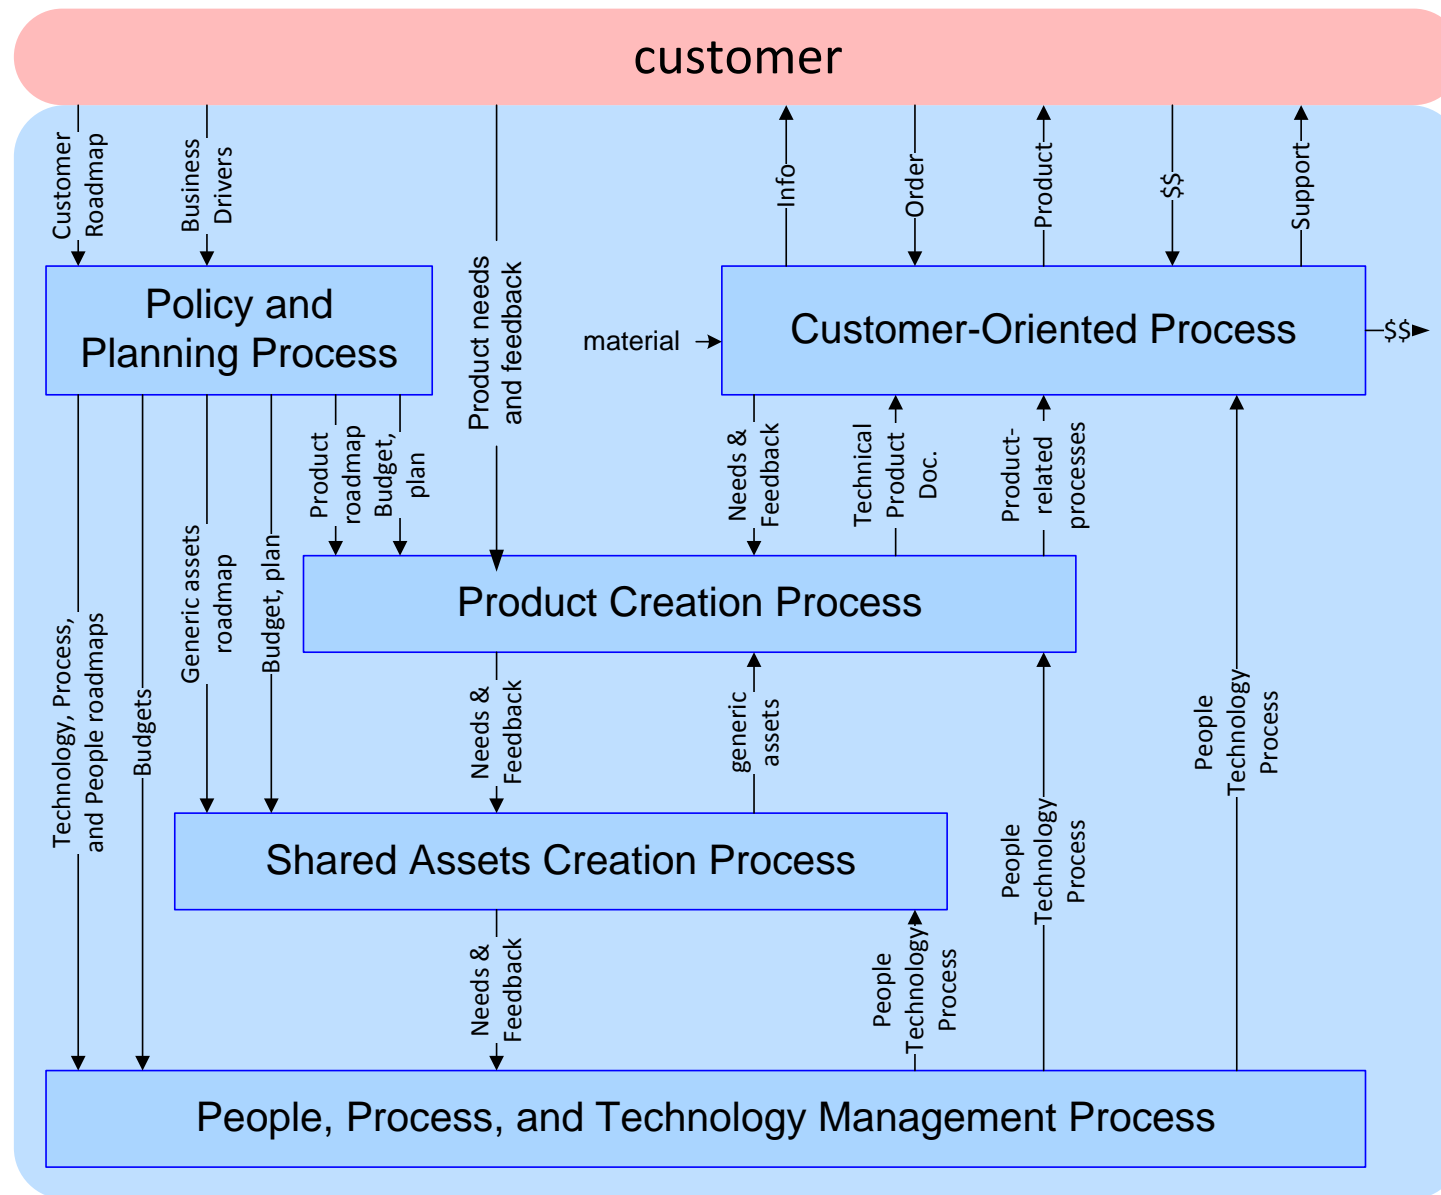 customer
Customer
Roadmap
Business
Drivers
Product needs
and feedback
Info
Order
Product
$$
Support
Policy and
Planning Process
material
Customer-Oriented Process
$$
Product
roadmap
Budget,
plan
Needs &
Feedback
Technical
Product
Doc.
Product-
related
processes
Generic assets
roadmap
Budget, plan
Technology, Process,
and People roadmaps
Budgets
Product Creation Process
Needs &
Feedback
generic
assets
People
Technology
Process
People
Technology
Process
Shared Assets Creation Process
Needs &
Feedback
People
Technology
Process
People, Process, and Technology Management Process